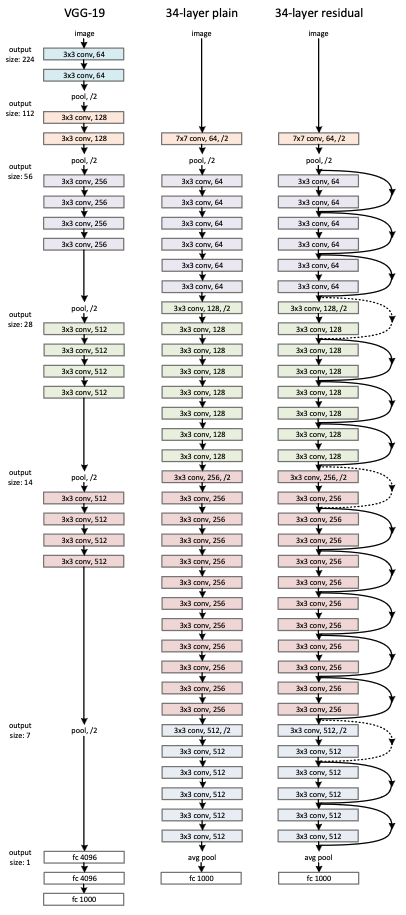 output
size: 224
output
size: 112
output
size: 56
output
size: 28
output
size: 14
output
size: 7
output
size: 1
VGG-19
image
3x3 conv, 64
3x3 conv, 64
pool, /2
3x3 conv, 128
3x3 conv, 128
pool, /2
3x3 conv, 256
3x3 conv, 256
3x3 conv, 256
3x3 conv, 256
pool, /2
3x3 conv, 512
3x3 conv, 512
3x3 conv, 512
3x3 conv, 512
pool, /2
3x3 conv, 512
3x3 conv, 512
3x3 conv, 512
3x3 conv, 512
pool, /2
fc 4096
fc 4096
fc 1000
34-layer plain
image
7x7 conv, 64, /2
pool, /2
3x3 conv, 64
3x3 conv, 64
3x3 conv, 64
3x3 conv, 64
3x3 conv, 64
3x3 conv, 64
3x3 conv, 128, /2
3x3 conv, 128
3x3 conv, 128
3x3 conv, 128
3x3 conv, 128
3x3 conv, 128
3x3 conv, 128
3x3 conv, 128
3x3 conv, 256, /2
3x3 conv, 256
3x3 conv, 256
3x3 conv, 256
3x3 conv, 256
3x3 conv, 256
3x3 conv, 256
3x3 conv, 256
3x3 conv, 256
3x3 conv, 256
3x3 conv, 256
3x3 conv, 256
3x3 conv, 512, /2
3x3 conv, 512
3x3 conv, 512
3x3 conv, 512
3x3 conv, 512
3x3 conv, 512
avg pool
fc 1000
34-layer residual
image
7x7 conv, 64, /2
pool, /2
3x3 conv, 64
3x3 conv, 64
3x3 conv, 64
3x3 conv, 64
3x3 conv, 64
3x3 conv, 64
3x3 conv, 128, /2
3x3 conv, 128
3x3 conv, 128
3x3 conv, 128
3x3 conv, 128
3x3 conv, 128
3x3 conv, 128
3x3 conv, 128
3x3 conv, 256, /2
3x3 conv, 256
3x3 conv, 256
3x3 conv, 256
3x3 conv, 256
3x3 conv, 256
3x3 conv, 256
3x3 conv, 256
3x3 conv, 256
3x3 conv, 256
3x3 conv, 256
3x3 conv, 256
3x3 conv, 512, /2
3x3 conv, 512
3x3 conv, 512
3x3 conv, 512
3x3 conv, 512
3x3 conv, 512
avg pool
fc 1000